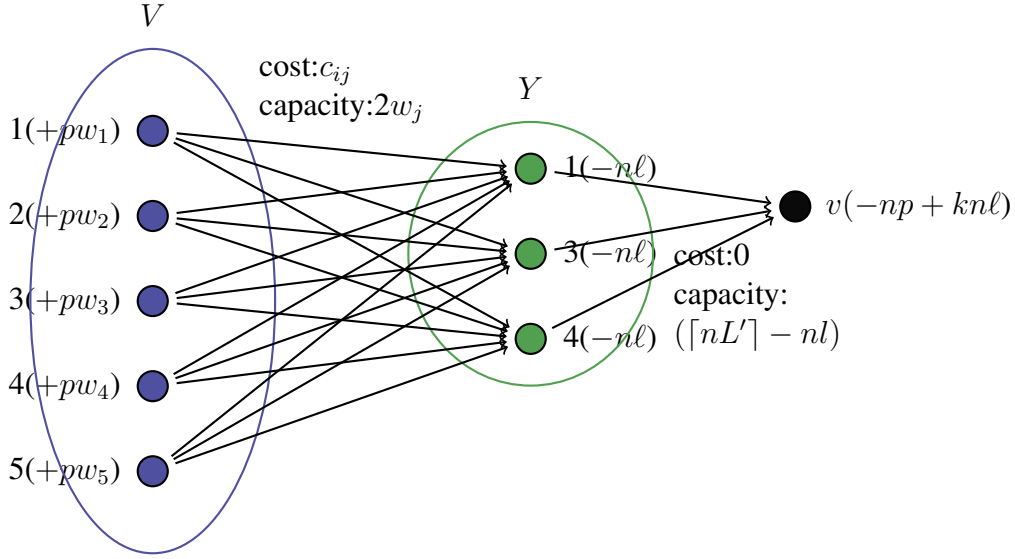 V
cost:c_{ij}
capacity:2w_j
Y
1(+pw_1)
2(+pw_2)
3(+pw_3)
4(+pw_4)
5(+pw_5)
1(−nℓ)
3(−nℓ)
4(−nℓ)
v(−np + knℓ)
cost:0
capacity:
(⌈nL′⌉ − nl)